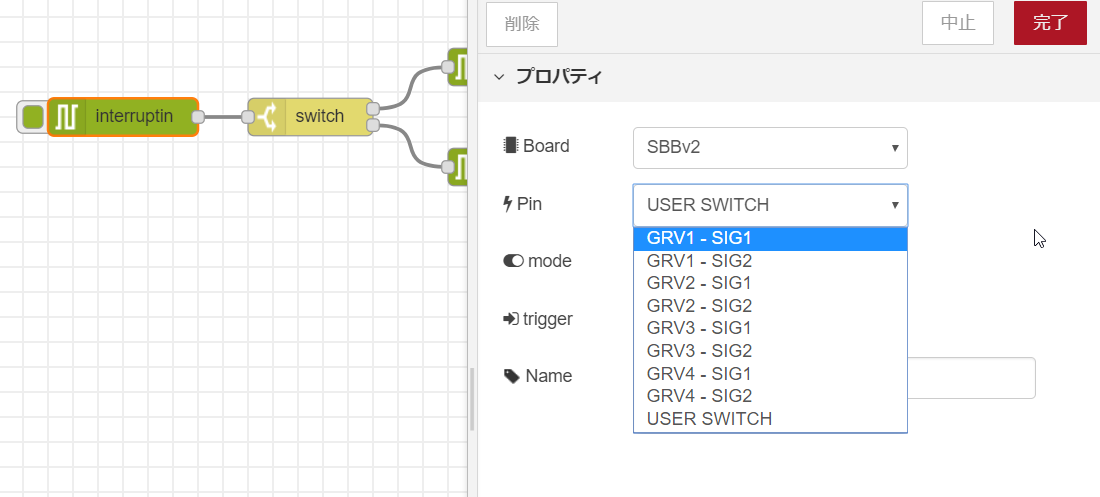 interruptin
switch
削除
中止
完了
プロパティ
Board
SBBv2
Pin
USER SWITCH
GRV1 - SIG1
GRV1 - SIG2
GRV2 - SIG1
GRV2 - SIG2
GRV3 - SIG1
GRV3 - SIG2
GRV4 - SIG1
GRV4 - SIG2
USER SWITCH
mode
trigger
Name